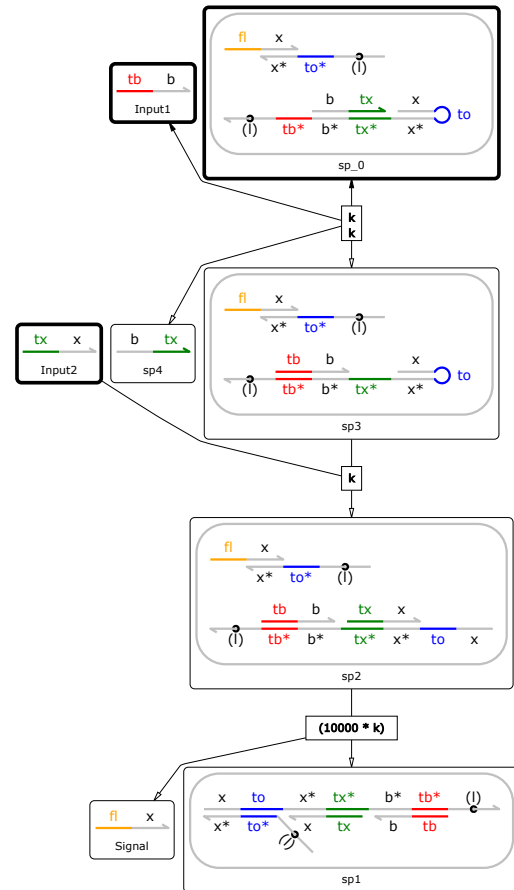 fl x
x* to* (l)
tb b
Input1
b tx x
(l) tb* b* tx* x* to
sp_0
k
k
fl x
x* to* (l)
tx x
Input2
b tx
sp4
tb b x
(l) tb* b* tx* x* to
sp3
k
fl x
x* to* (l)
tb b tx x
(l) tb* b* tx* x* to x
sp2
(10000 * k)
x to x* tx* b* tb* (l)
x* to* (l) x tx b tb
fl x
Signal
sp1